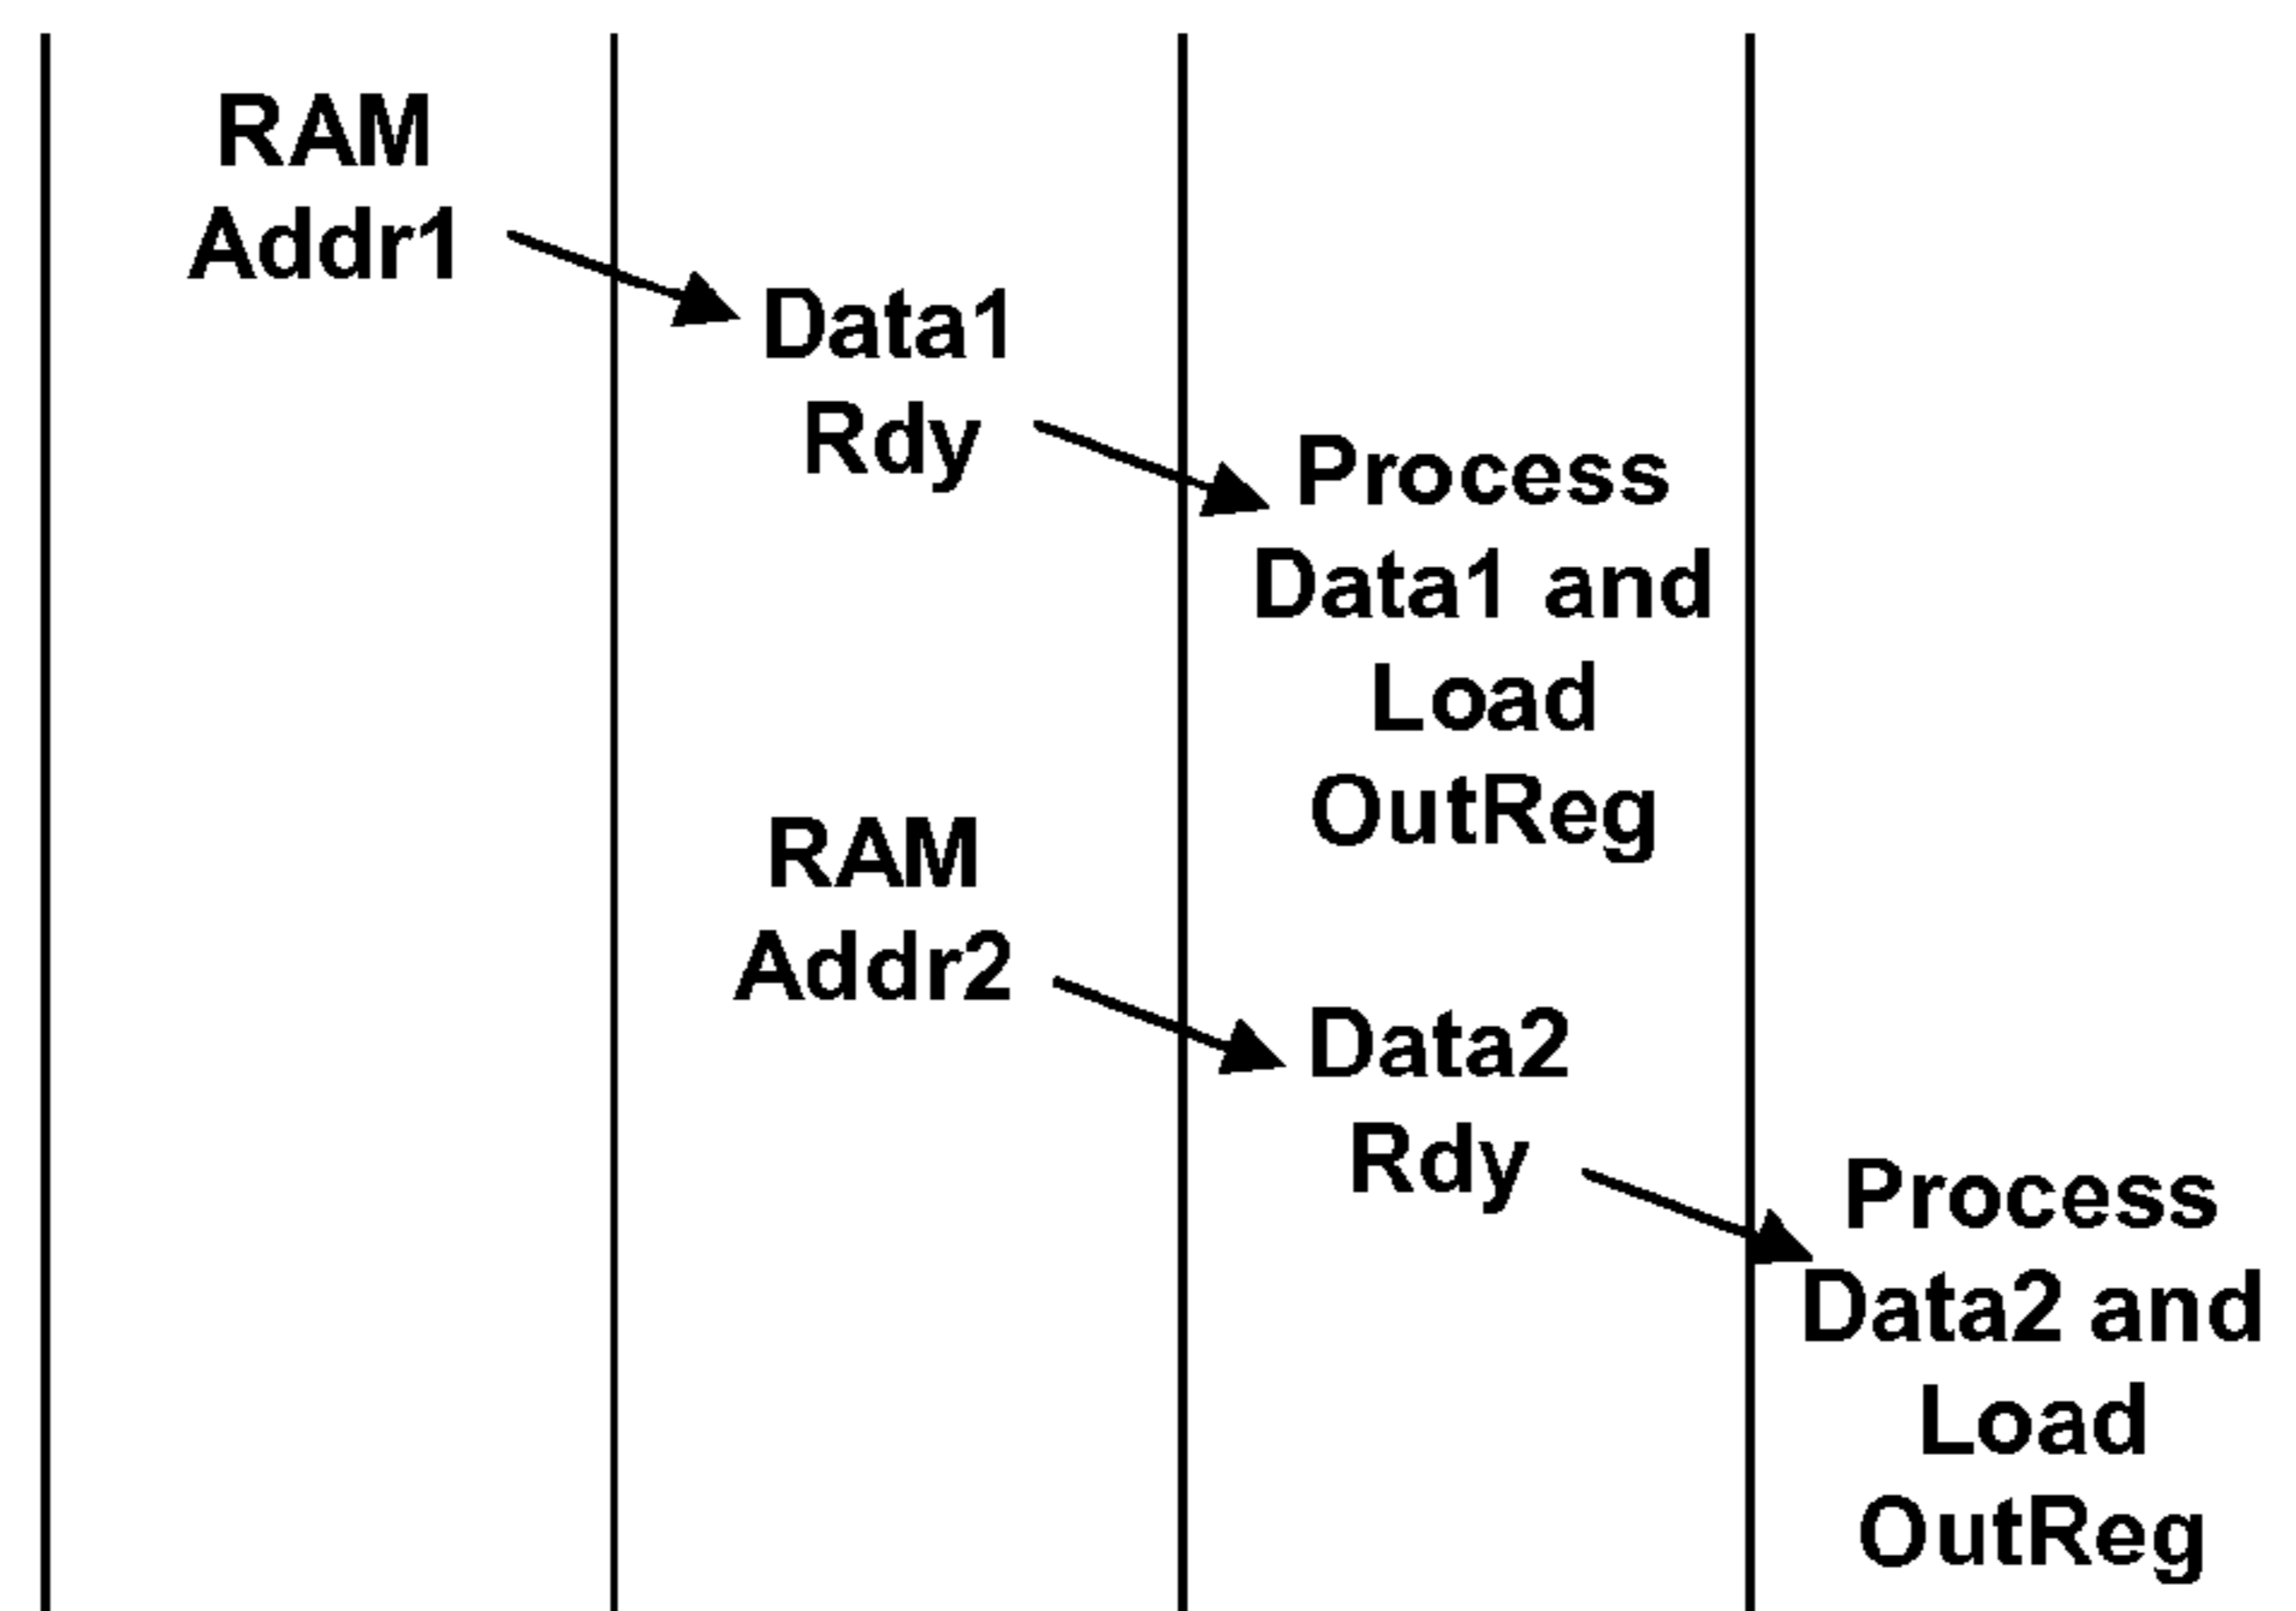 RAM
Addr1
Data1
Rdy
Process
Data1 and
Load
OutReg
RAM
Addr2
Data2
Rdy
Process
Data2 and
Load
OutReg